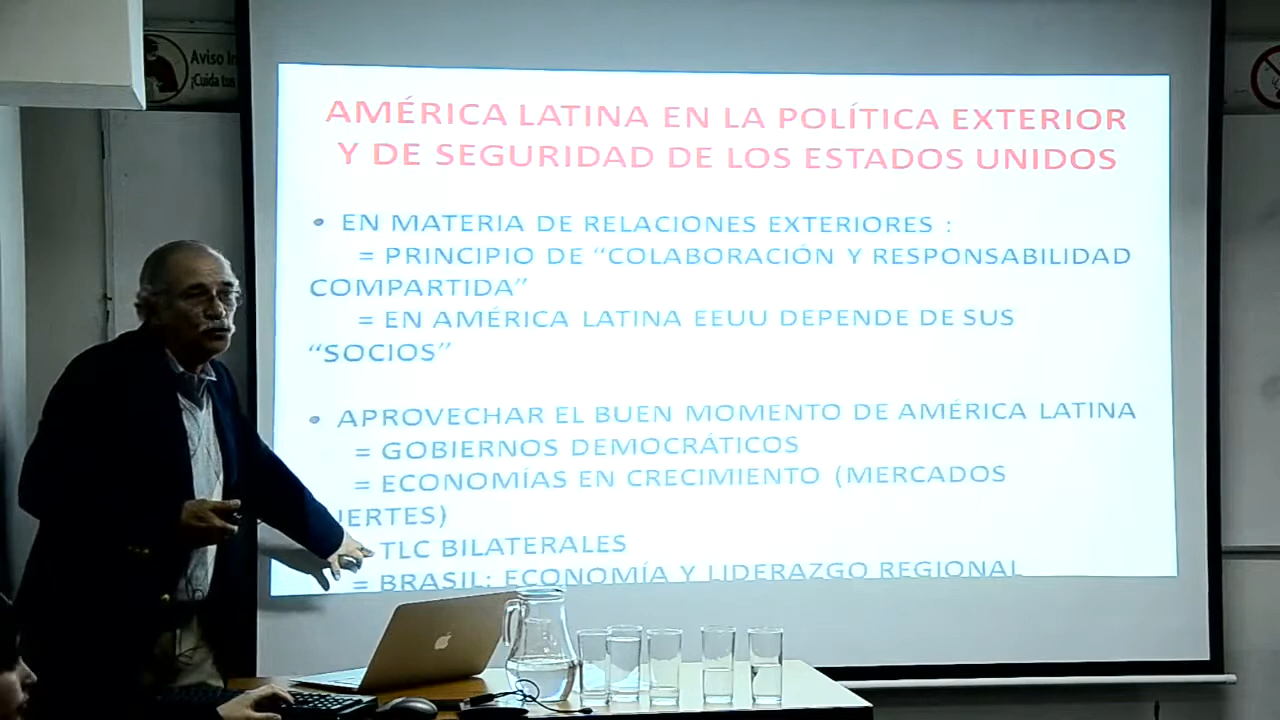 Aviso
¡Cuida tus
AMÉRICA LATINA EN LA POLÍTICA EXTERIOR
Y DE SEGURIDAD DE LOS ESTADOS UNIDOS
• EN MATERIA DE RELACIONES EXTERIORES :
= PRINCIPIO DE “COLABORACIÓN Y RESPONSABILIDAD
COMPARTIDA”
= EN AMÉRICA LATINA EEUU DEPENDE DE SUS
“SOCIOS”
• APROVECHAR EL BUEN MOMENTO DE AMÉRICA LATINA
= GOBIERNOS DEMOCRÁTICOS
= ECONOMÍAS EN CRECIMIENTO (MERCADOS
UERTES)
TLC BILATERALES
= BRASIL: ECONOMÍA Y LIDERAZGO REGIONAL